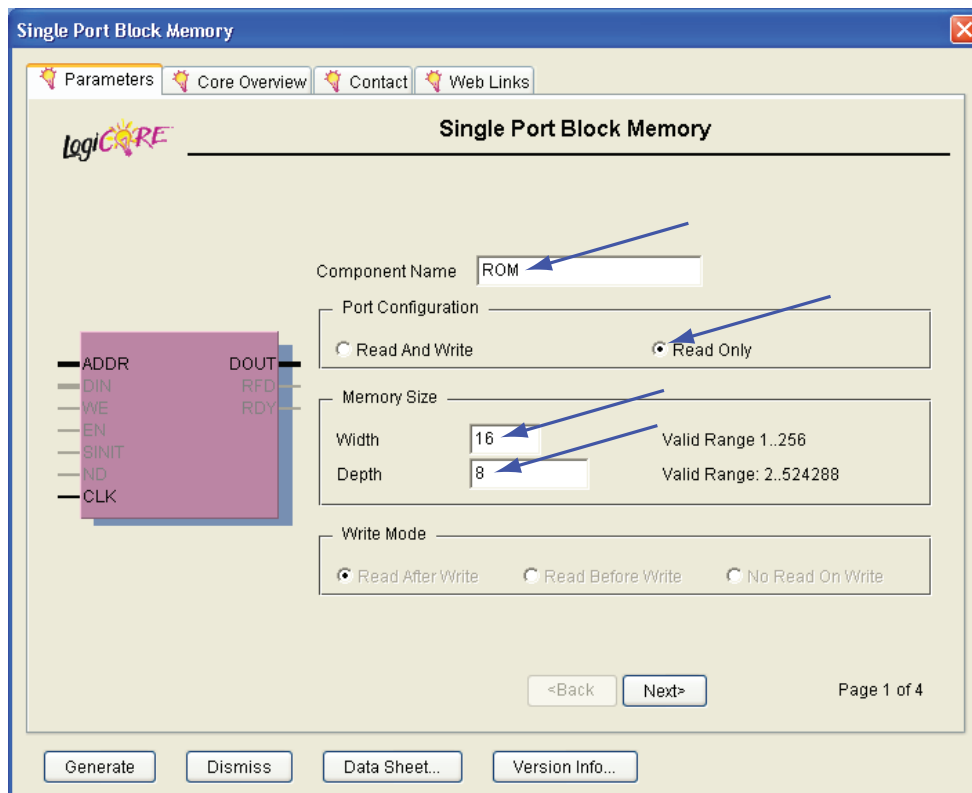 Single Port Block Memory
Parameters Core Overview Contact Web Links
LogiCORE
Single Port Block Memory
Component Name ROM
Port Configuration
Read And Write Read Only
ADDR DOUT
DIN RFD
WE RDY
EN
SINIT
ND
CLK
Memory Size
Width 16 Valid Range 1..256
Depth 8 Valid Range: 2..524288
Write Mode
Read After Write Read Before Write No Read On Write
<Back Next> Page 1 of 4
Generate Dismiss Data Sheet... Version Info...